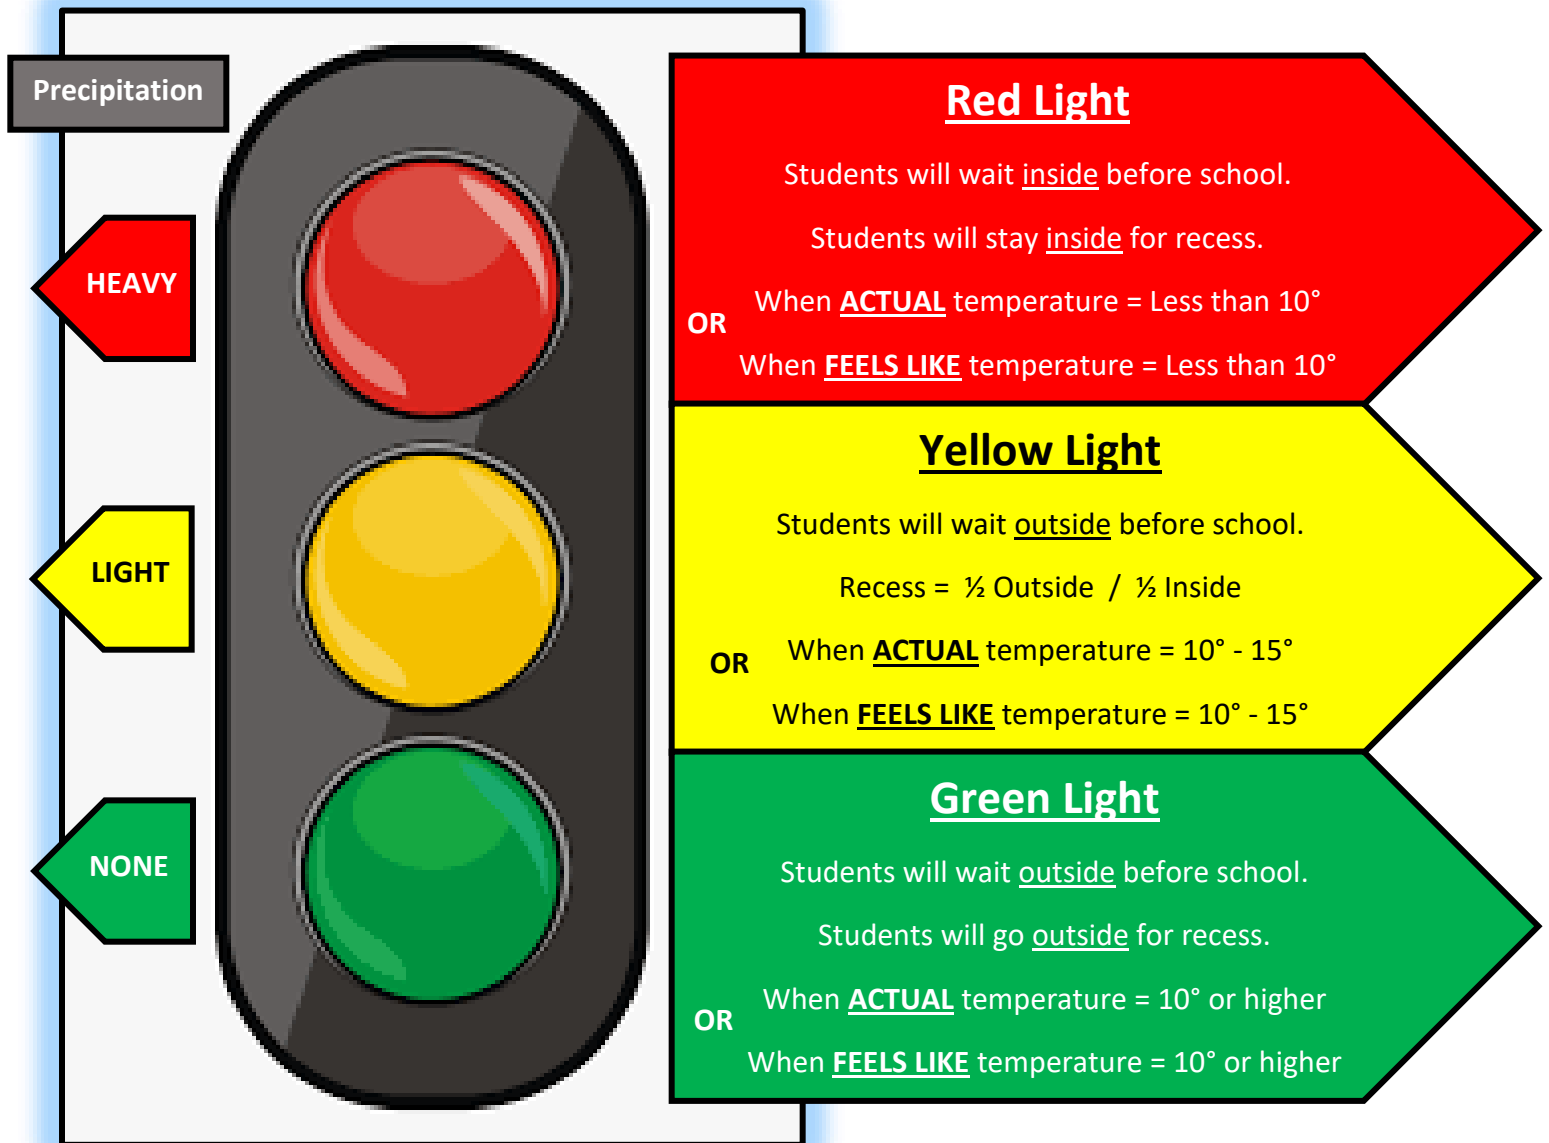 Precipitation
HEAVY
LIGHT
NONE
Red Light
Students will wait inside before school.
Students will stay inside for recess.
When ACTUAL temperature = Less than 10°
OR
When FEELS LIKE temperature = Less than 10°
Yellow Light
Students will wait outside before school.
Recess = ½ Outside / ½ Inside
When ACTUAL temperature = 10° - 15°
OR
When FEELS LIKE temperature = 10° - 15°
Green Light
Students will wait outside before school.
Students will go outside for recess.
When ACTUAL temperature = 10° or higher
OR
When FEELS LIKE temperature = 10° or higher